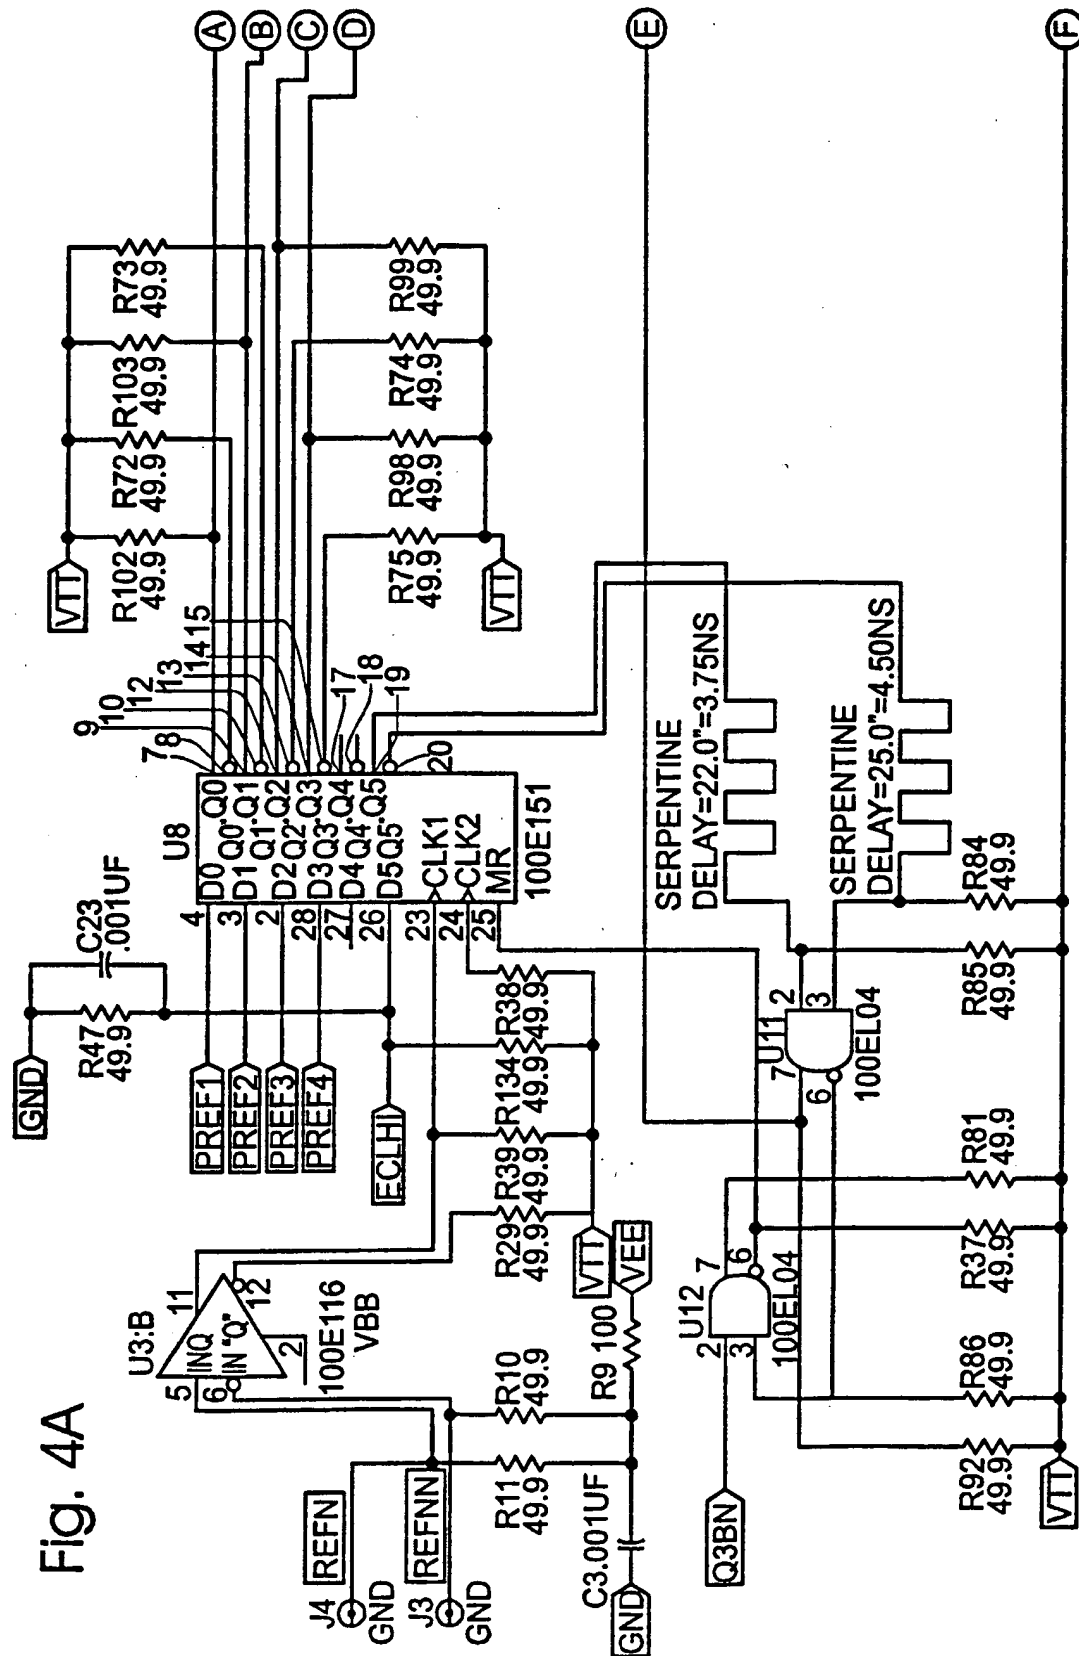 Fig. 4A
J4
GND
REFN
J3
GND
REFNN
GND
C3.001UF
R11
49.9
R10
49.9
R9 100
VEE
5
6
U3:B
INQ
IN "Q"
11
12
2
100E116
VBB
R29
49.9
R39
49.9
R134
49.9
R38
49.9
VTT
GND
R47
49.9
C23
.001UF
PREF1
PREF2
PREF3
PREF4
ECLHI
4
3
2
28
27
26
23
24
25
U8
D0 Q0
Q0
D1 Q1
Q1
D2 Q2
Q2
D3 Q3
Q3
D4 Q4
Q4
D5 Q5
Q5
CLK1
CLK2
MR
100E151
7
8
9
10
12
13
14
15
17
18
19
20
VTT
R102
49.9
R72
49.9
R103
49.9
R73
49.9
R75
49.9
R98
49.9
R74
49.9
R99
49.9
VTT
A
B
C
D
E
F
Q3BN
2
3
U12
7
6
100EL04
R92
49.9
R86
49.9
R37
49.9
R81
49.9
VTT
7
6
U11
2
3
100EL04
R85
49.9
R84
49.9
SERPENTINE
DELAY=22.0"=3.75NS
SERPENTINE
DELAY=25.0"=4.50NS